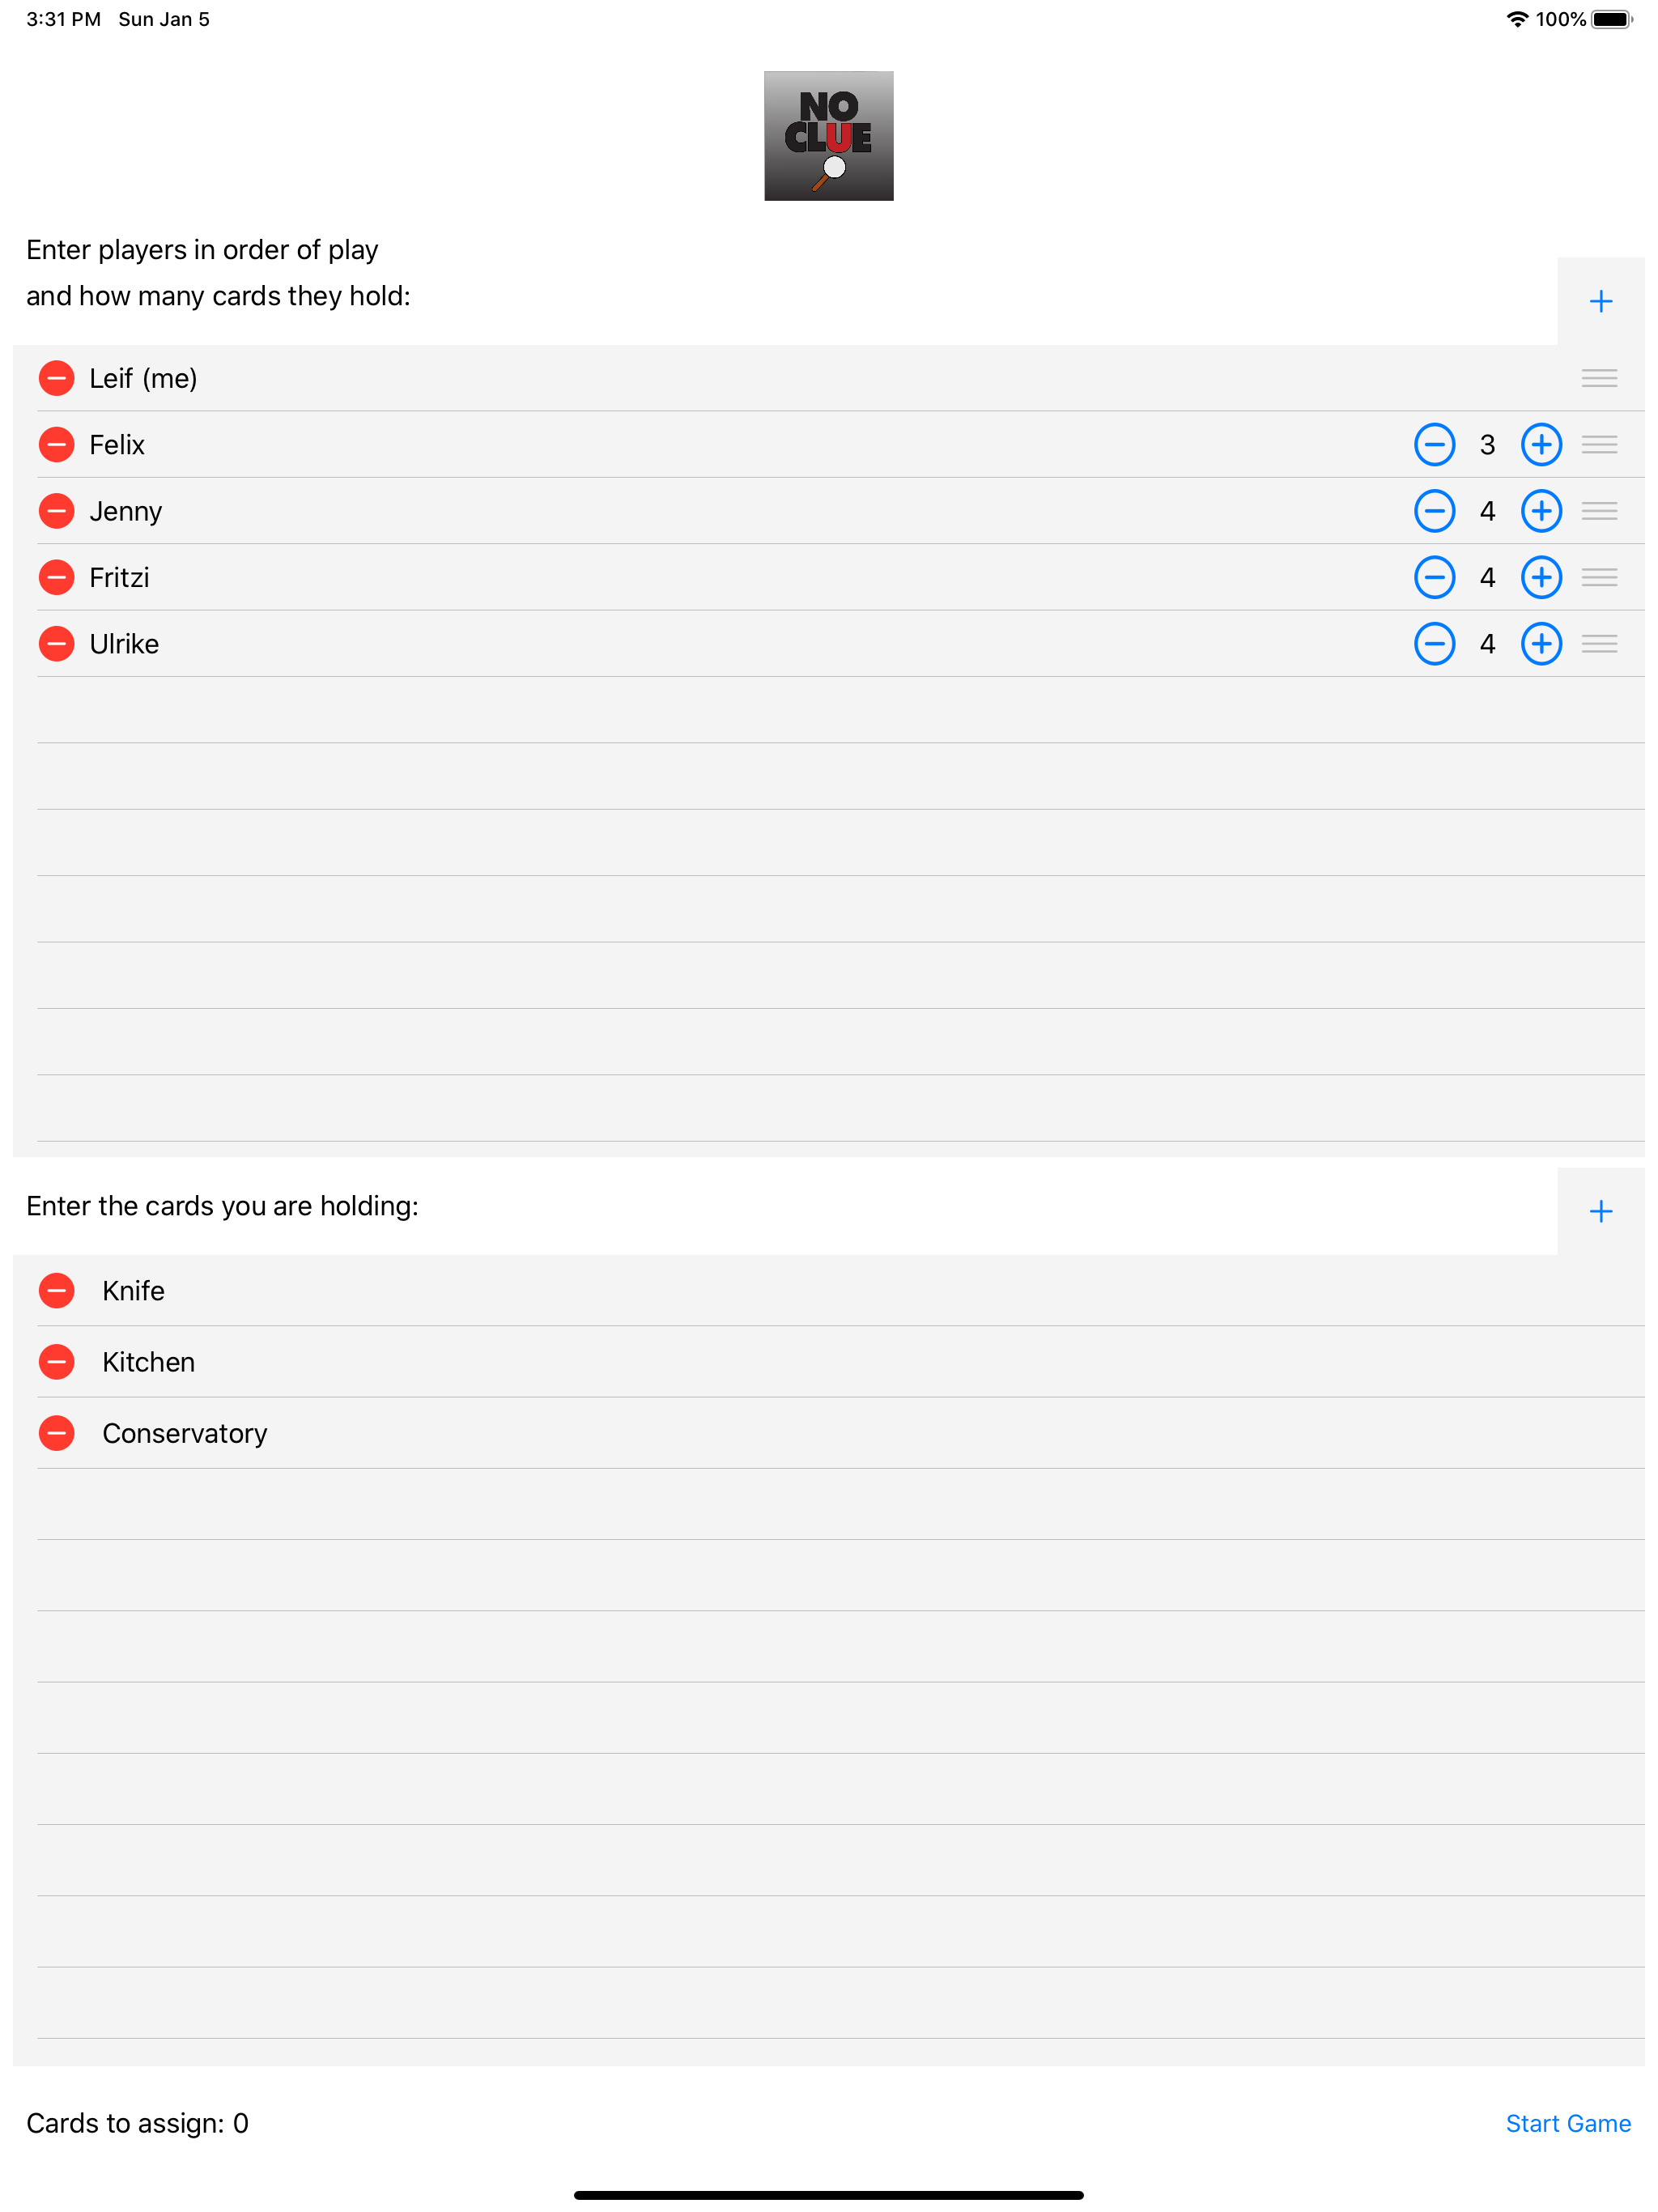 3:31 PM Sun Jan 5 100%
NO
CLUE
Enter players in order of play
and how many cards they hold:
+
Leif (me)
Felix 3
Jenny 4
Fritzi 4
Ulrike 4
Enter the cards you are holding:
+
Knife
Kitchen
Conservatory
Cards to assign: 0 Start Game